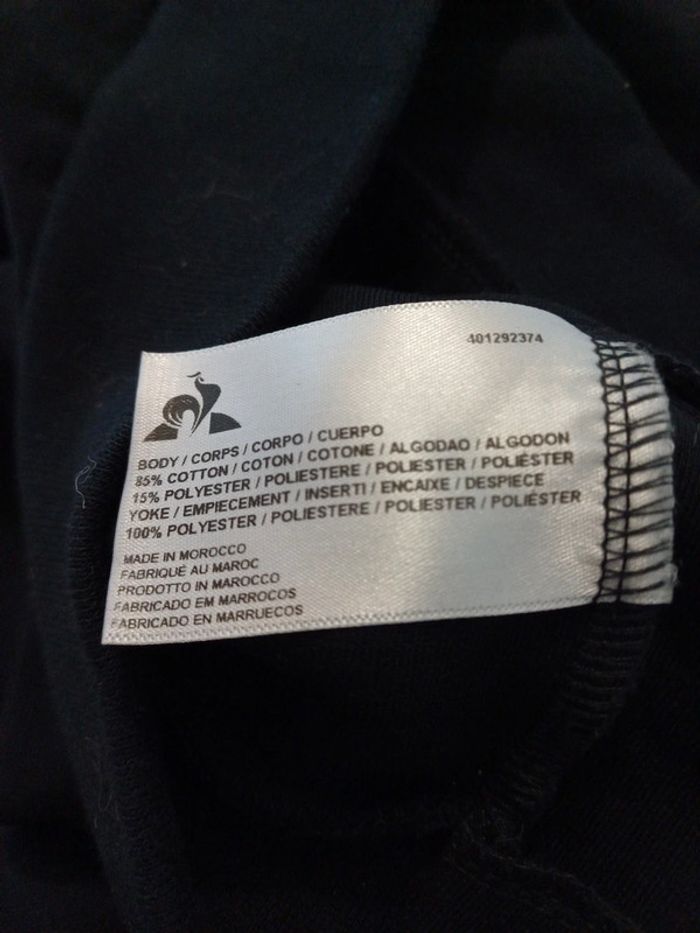 401292374
BODY / CORPS / CORPO / CUERPO
85% COTTON / COTON / COTONE / ALGODAO / ALGODON
15% POLYESTER / POLIESTERE / POLIESTER / POLIÉSTER
YOKE / EMPIECEMENT / INSERTI / ENCAIXE / DESPIECE
100% POLYESTER / POLIESTERE / POLIESTER / POLIÉSTER
MADE IN MOROCCO
FABRIQUÉ AU MAROC
PRODOTTO IN MAROCCO
FABRICADO EM MARROCOS
FABRICADO EN MARRUECOS